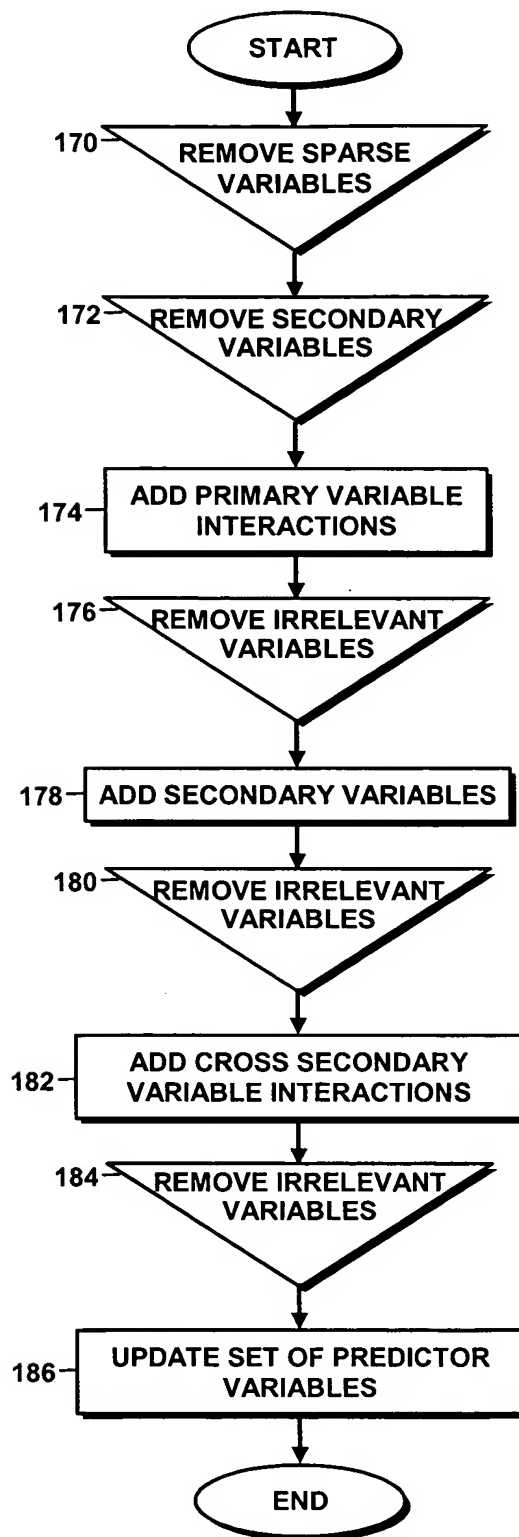 START
170
REMOVE SPARSE
VARIABLES
172
REMOVE SECONDARY
VARIABLES
174
ADD PRIMARY VARIABLE
INTERACTIONS
176
REMOVE IRRELEVANT
VARIABLES
178
ADD SECONDARY VARIABLES
180
REMOVE IRRELEVANT
VARIABLES
182
ADD CROSS SECONDARY
VARIABLE INTERACTIONS
184
REMOVE IRRELEVANT
VARIABLES
186
UPDATE SET OF PREDICTOR
VARIABLES
END